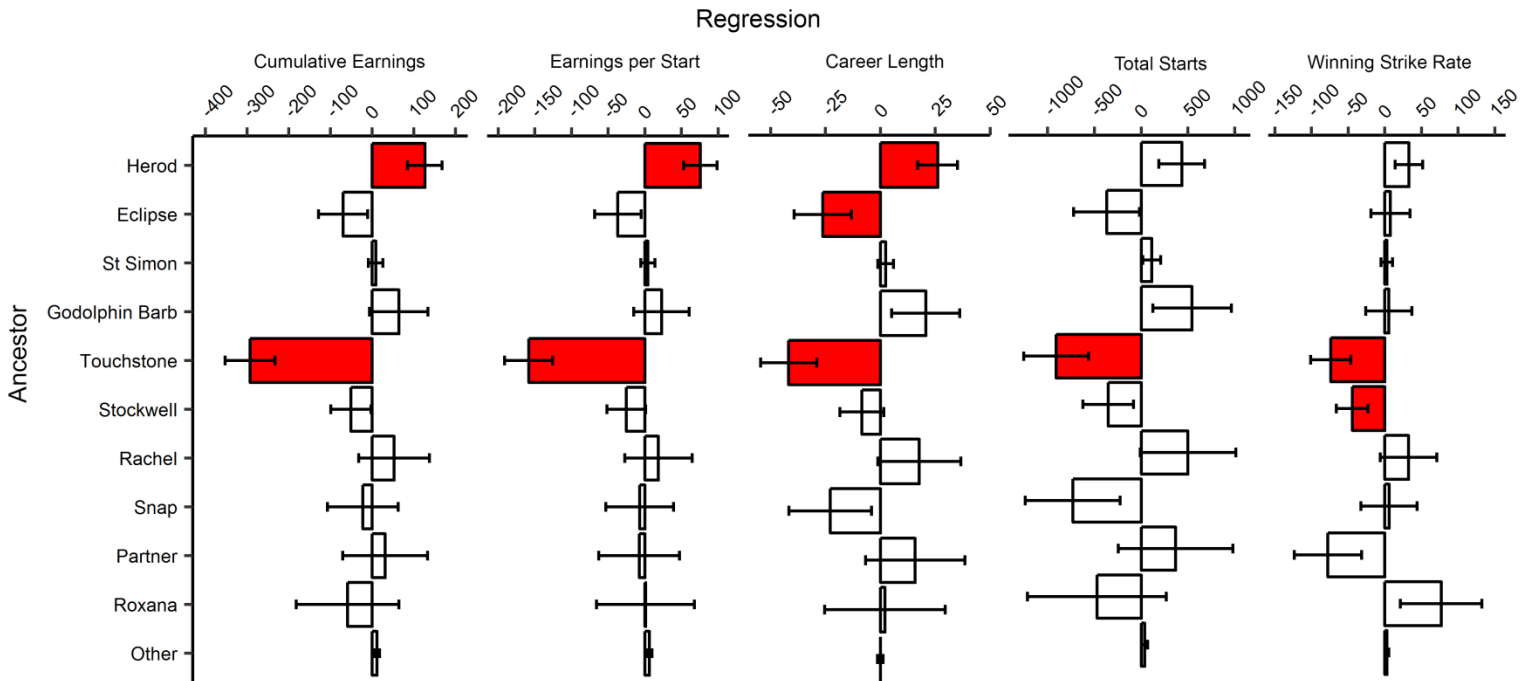 Regression
Cumulative Earnings
Earnings per Start
Career Length
Total Starts
Winning Strike Rate
-400 -300 -200 -100 0 100 200
-200 -150 -100 -50 0 50 100
-50 -25 0 25 50
-1000 -500 0 500 1000
-150 -100 -50 0 50 100 150
Ancestor
Herod
Eclipse
St Simon
Godolphin Barb
Touchstone
Stockwell
Rachel
Snap
Partner
Roxana
Other